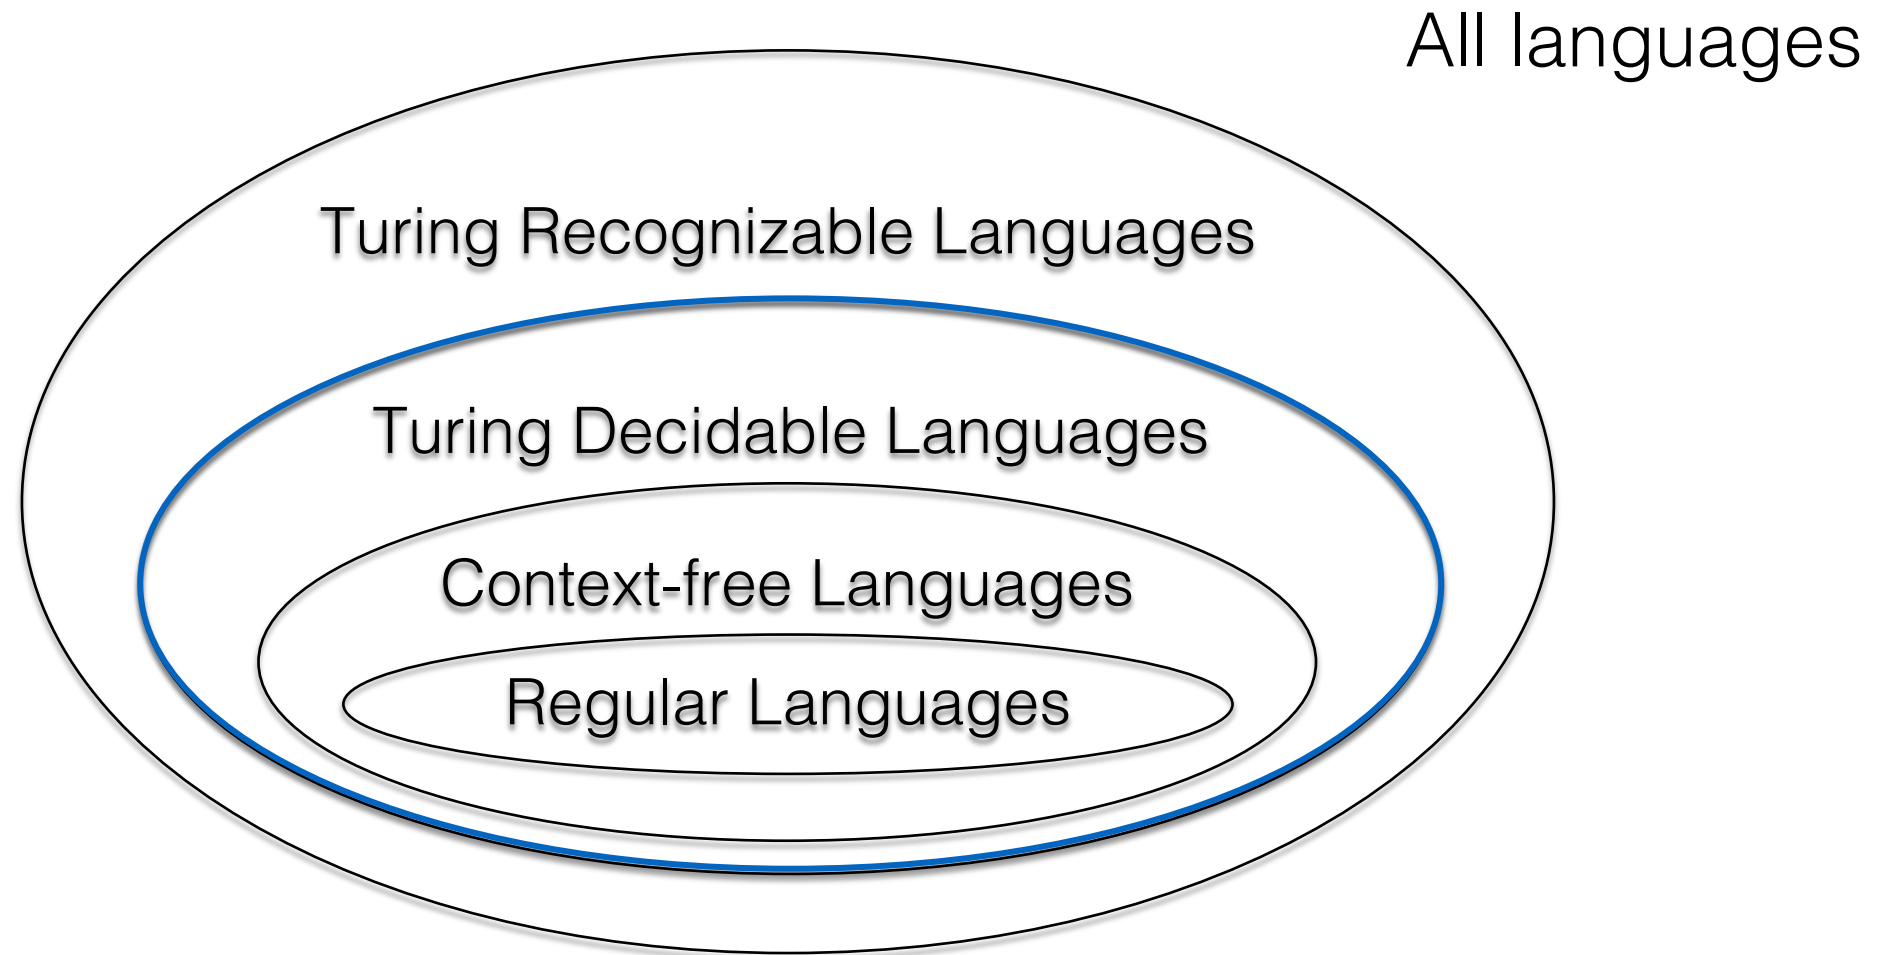 All languages
Turing Recognizable Languages
Turing Decidable Languages
Context-free Languages
Regular Languages